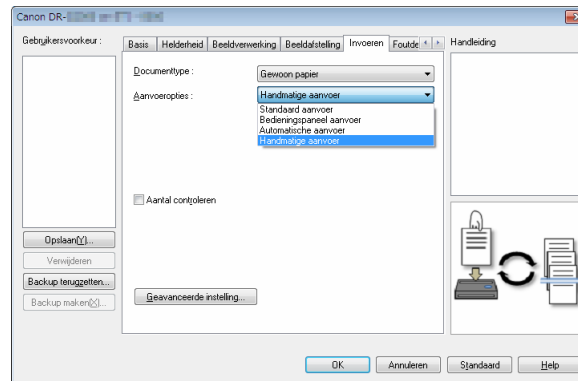 Canon DR-
Gebruikersvoorkeur :
Opslaan(Y)...
Verwijderen
Backup terugzetten...
Backup maken(X)...
Basis
Helderheid
Beeldverwerking
Beeldafstelling
Invoeren
Foutde
Documenttype :
Gewoon papier
Aanvoeropties :
Handmatige aanvoer
Standaard aanvoer
Bedieningspaneel aanvoer
Automatische aanvoer
Handmatige aanvoer
Aantal controleren
Geavanceerde instelling...
Handleiding
OK
Annuleren
Standaard
Help